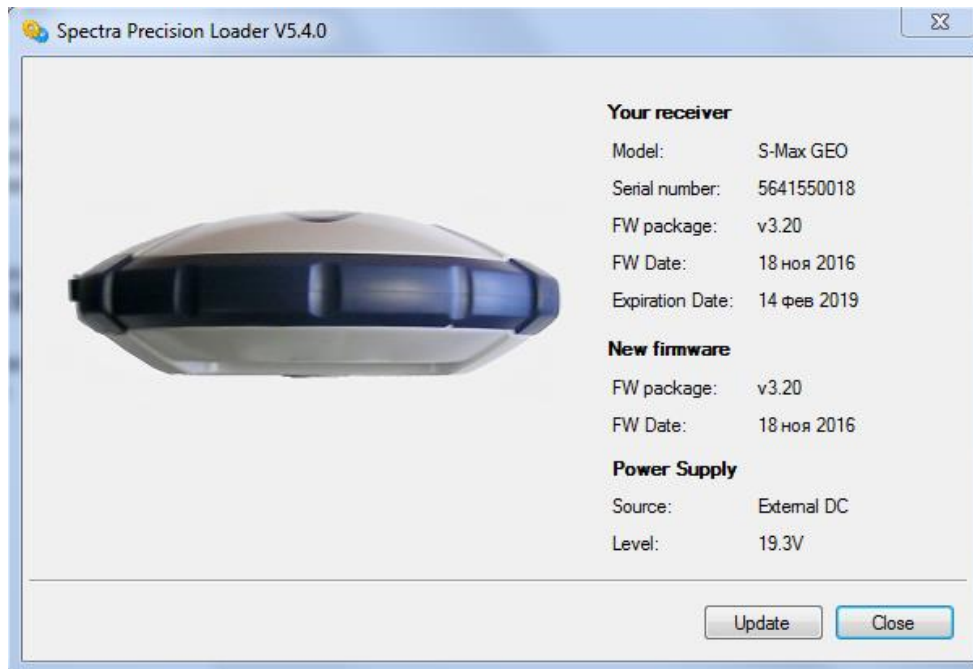 Spectra Precision Loader V5.4.0
Your receiver
Model: S-Max GEO
Serial number: 5641550018
FW package: v3.20
FW Date: 18 ноя 2016
Expiration Date: 14 фев 2019
New firmware
FW package: v3.20
FW Date: 18 ноя 2016
Power Supply
Source: External DC
Level: 19.3V
Update Close